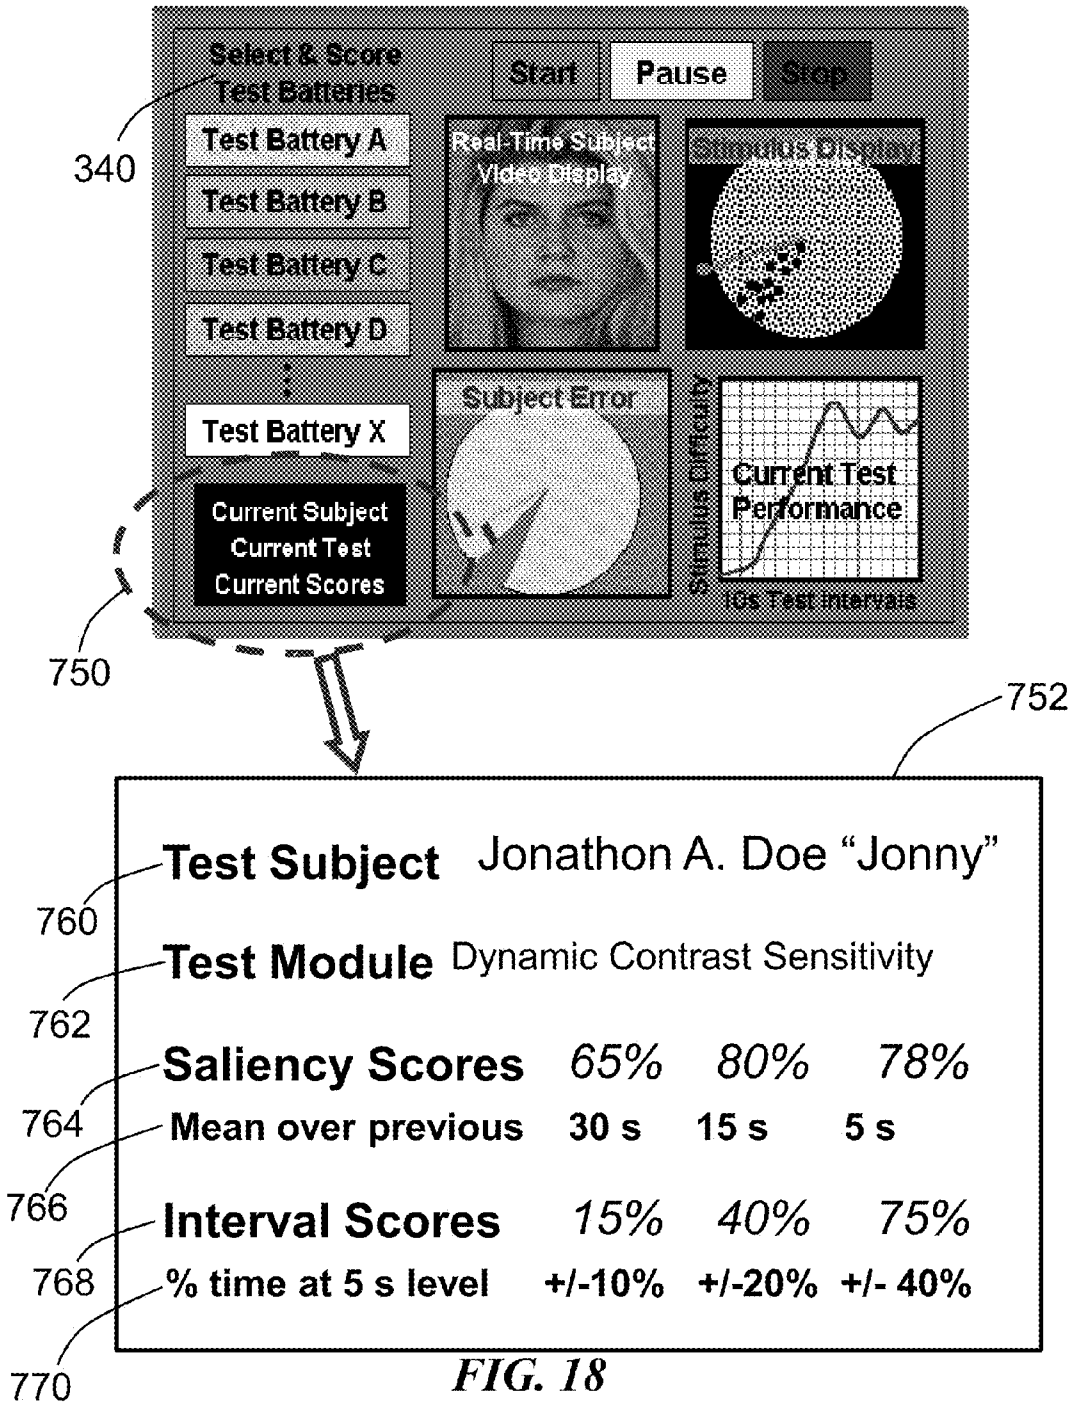 Select & Score
Test Batteries
Start
Pause
Stop
340
Test Battery A
Test Battery B
Test Battery C
Test Battery D
Test Battery X
Real-Time Subject
Video Display
Stimulus Display
Subject Error
Stimulus Difficulty
Current Test
Performance
10s Test Intervals
Current Subject
Current Test
Current Scores
750
752
Test Subject Jonathon A. Doe “Jonny”
760
Test Module Dynamic Contrast Sensitivity
762
Saliency Scores 65% 80% 78%
764
Mean over previous 30 s 15 s 5 s
766
Interval Scores 15% 40% 75%
768
% time at 5 s level +/-10% +/-20% +/- 40%
770
FIG. 18